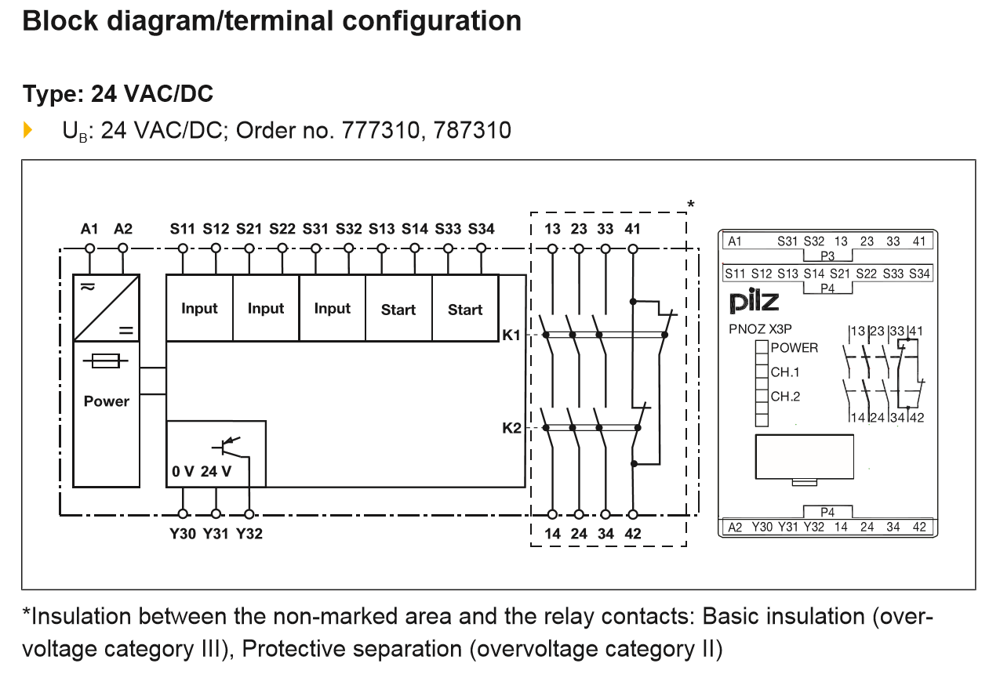 Block diagram/terminal configuration
Type: 24 VAC/DC
UB: 24 VAC/DC; Order no. 777310, 787310
*
A1 A2 S11 S12 S21 S22 S31 S32 S13 S14 S33 S34 13 23 33 41
Input Input Input Start Start
K1
Power
K2
0 V 24 V
Y30 Y31 Y32 14 24 34 42
A1 S31 S32 13 23 33 41
P3
S11 S12 S13 S14 S21 S22 S33 S34
P4
pilz
PNOZ X3P
13 23 33 41
POWER
CH.1
CH.2
14 24 34 42
P4
A2 Y30 Y31 Y32 14 24 34 42
*Insulation between the non-marked area and the relay contacts: Basic insulation (over-
voltage category III), Protective separation (overvoltage category II)